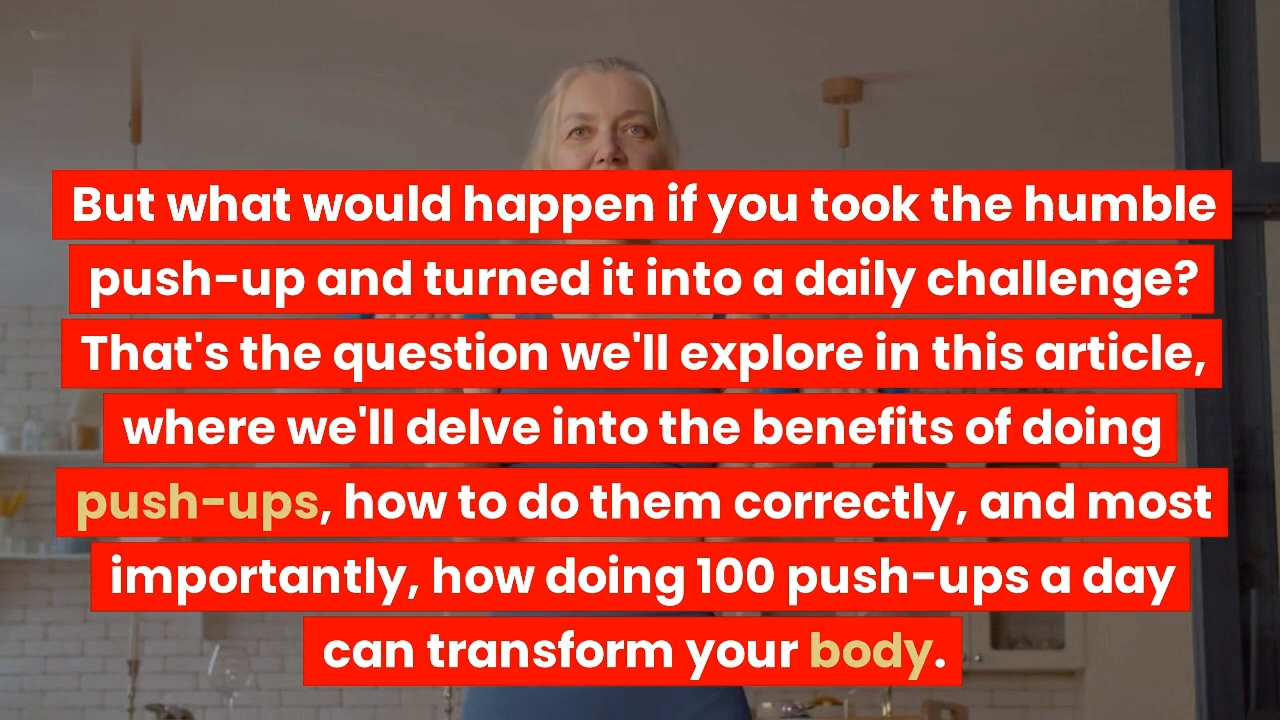 But what would happen if you took the humble
push-up and turned it into a daily challenge?
That's the question we'll explore in this article,
where we'll delve into the benefits of doing
push-ups, how to do them correctly, and most
importantly, how doing 100 push-ups a day
can transform your body.